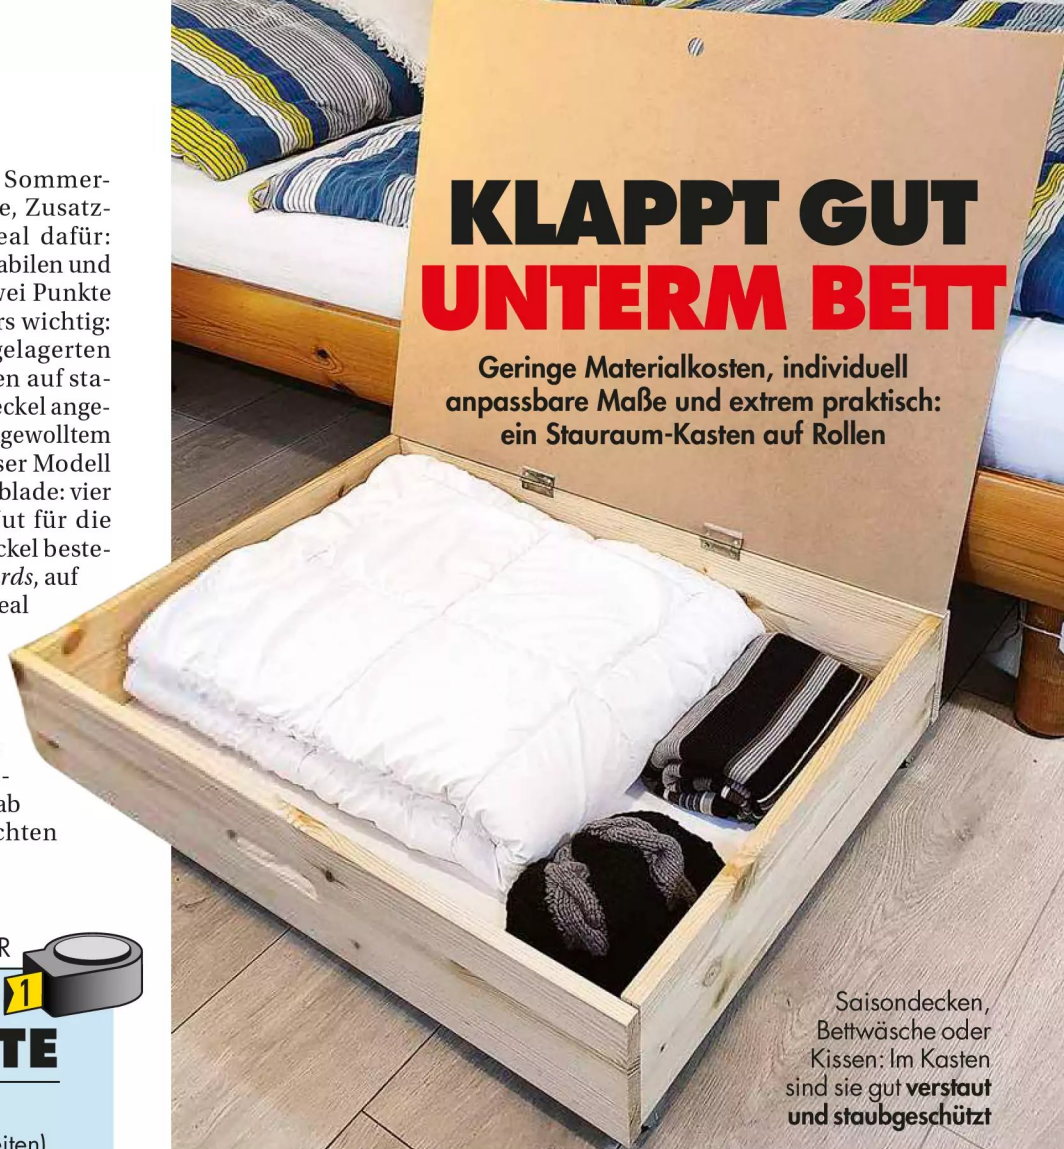 Sommer-
e, Zusatz-
eal dafür:
abilen und
wei Punkte
rs wichtig:
gelagerten
en auf sta-
eckel ange-
gewolltem
ser Modell
blade: vier
ut für die
ckel beste-
rds, auf
eal
-
ab
chten
R
1
TE
eiten)
KLAPPT GUT
UNTERM BETT
Geringe Materialkosten, individuell
anpassbare Maße und extrem praktisch:
ein Stauraum-Kasten auf Rollen
Saisondecken,
Bettwäsche oder
Kissen: Im Kasten
sind sie gut verstaut
und staubgeschützt